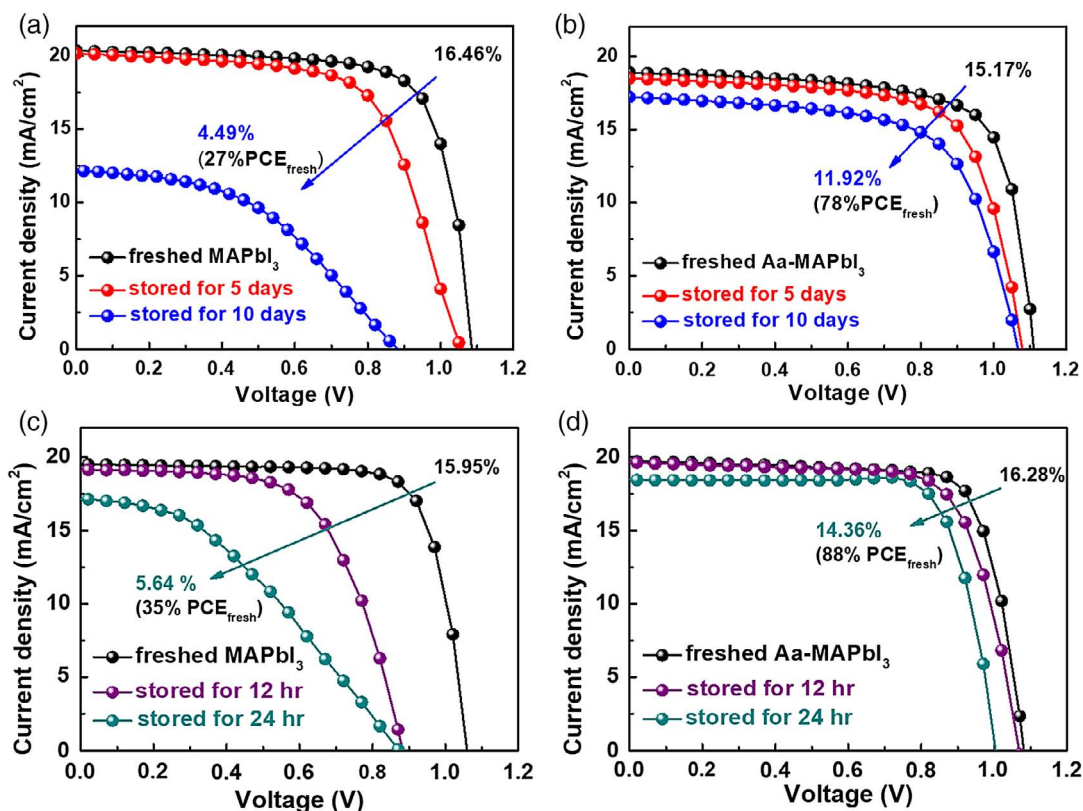 (a)
Current density (mA/cm²)
20
15
10
5
0
16.46%
4.49%
(27%PCE_fresh)
freshed MAPbI₃
stored for 5 days
stored for 10 days
0.0 0.2 0.4 0.6 0.8 1.0 1.2
Voltage (V)
(b)
Current density (mA/cm²)
20
15
10
5
0
15.17%
11.92%
(78%PCE_fresh)
freshed Aa-MAPbI₃
stored for 5 days
stored for 10 days
0.0 0.2 0.4 0.6 0.8 1.0 1.2
Voltage (V)
(c)
Current density (mA/cm²)
20
15
10
5
0
15.95%
5.64 %
(35% PCE_fresh)
freshed MAPbI₃
stored for 12 hr
stored for 24 hr
0.0 0.2 0.4 0.6 0.8 1.0 1.2
Voltage (V)
(d)
Current density (mA/cm²)
20
15
10
5
0
16.28%
14.36%
(88% PCE_fresh)
freshed Aa-MAPbI₃
stored for 12 hr
stored for 24 hr
0.0 0.2 0.4 0.6 0.8 1.0 1.2
Voltage (V)